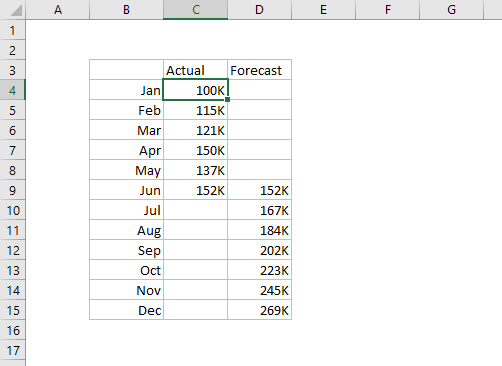 A B C D E F G
1
2
3 Actual Forecast
4 Jan 100K
5 Feb 115K
6 Mar 121K
7 Apr 150K
8 May 137K
9 Jun 152K 152K
10 Jul 167K
11 Aug 184K
12 Sep 202K
13 Oct 223K
14 Nov 245K
15 Dec 269K
16
17